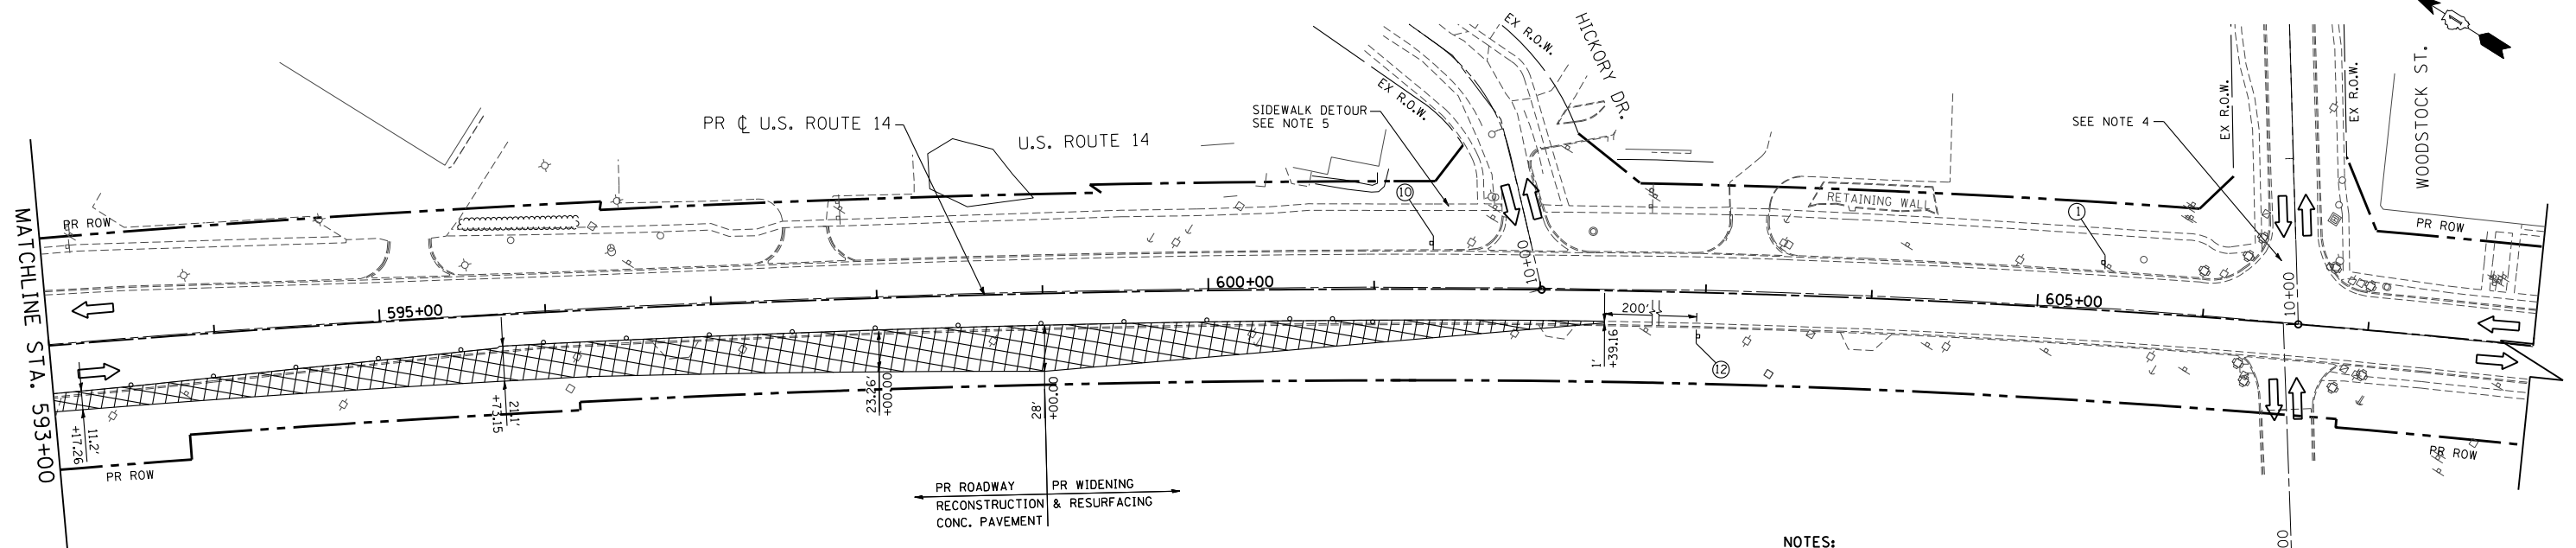 EX R.O.W.
HICKORY DR.
EX R.O.W.
SIDEWALK DETOUR
SEE NOTE 5
PR ℄ U.S. ROUTE 14
U.S. ROUTE 14
SEE NOTE 4
EX R.O.W.
EX R.O.W.
WOODSTOCK ST.
10
RETAINING WALL
1
PR ROW
PR ROW
MATCHLINE STA. 593+00
595+00
600+00
10+00
605+00
10+00
200'
1'
+39.16
12
11.2'
+17.26
21.1'
+75.15
23.6'
+00.00
28'
+00.00
PR ROW
PR ROW
PR ROADWAY
RECONSTRUCTION
CONC. PAVEMENT
PR WIDENING
& RESURFACING
NOTES:
00